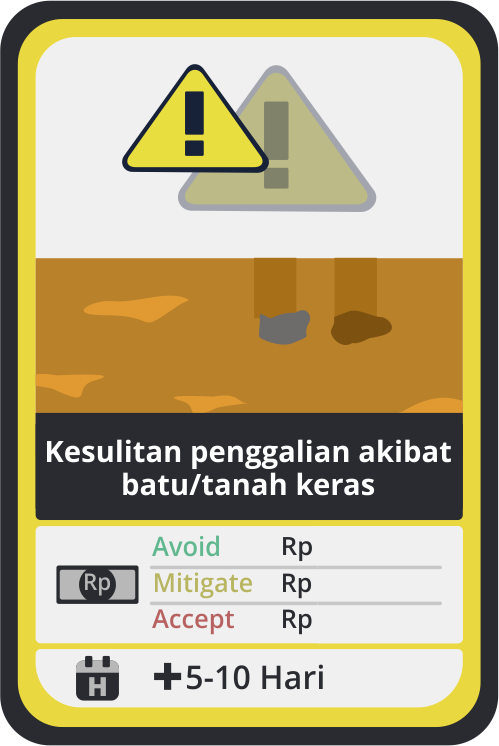 Kesulitan penggalian akibat
batu/tanah keras
Avoid Rp
Rp Mitigate Rp
Accept Rp
H +5-10 Hari